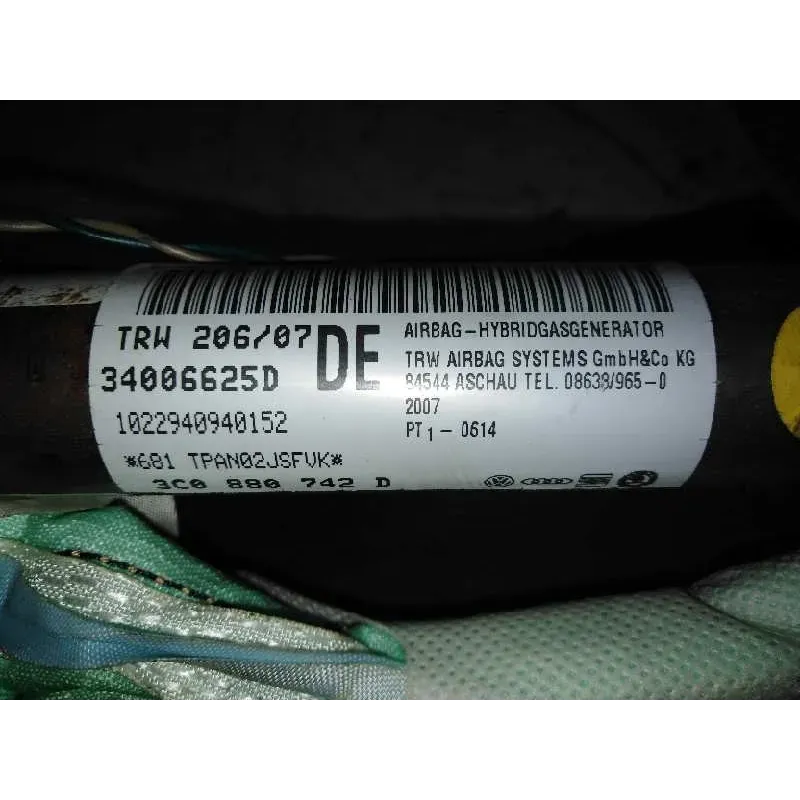 TRW 206/07
34006625D
DE
1022940940152
*681 TPAN02JSFVK*
3C0 880 742 D
AIRBAG-HYBRIDGASGENERATOR
TRW AIRBAG SYSTEMS GmbH&Co KG
84544 ASCHAU TEL. 08638/965-0
2007
PT1-0614